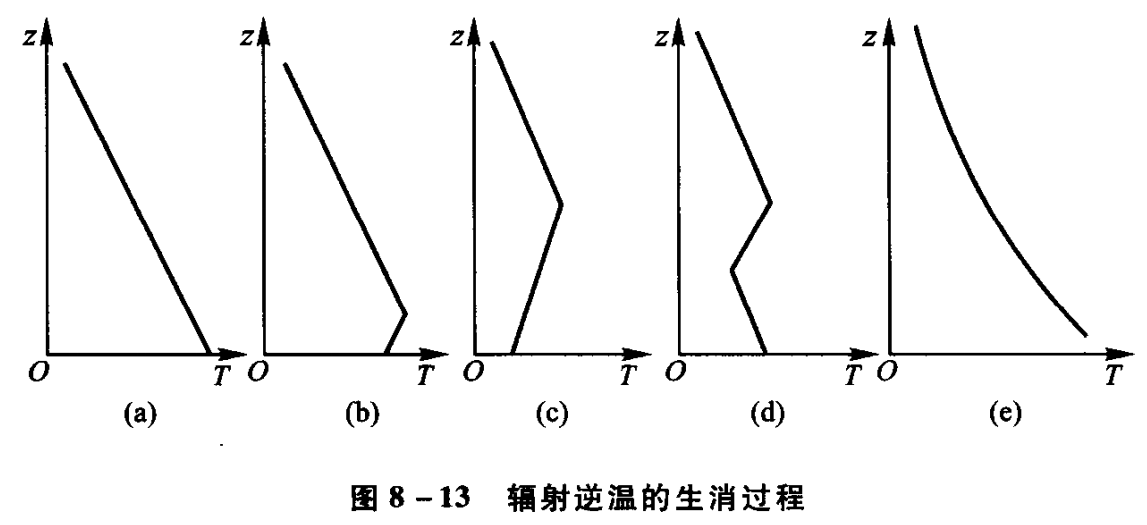 z z z z z
O T O T O T O T O T
(a) (b) (c) (d) (e)
图 8-13 辐射逆温的生消过程